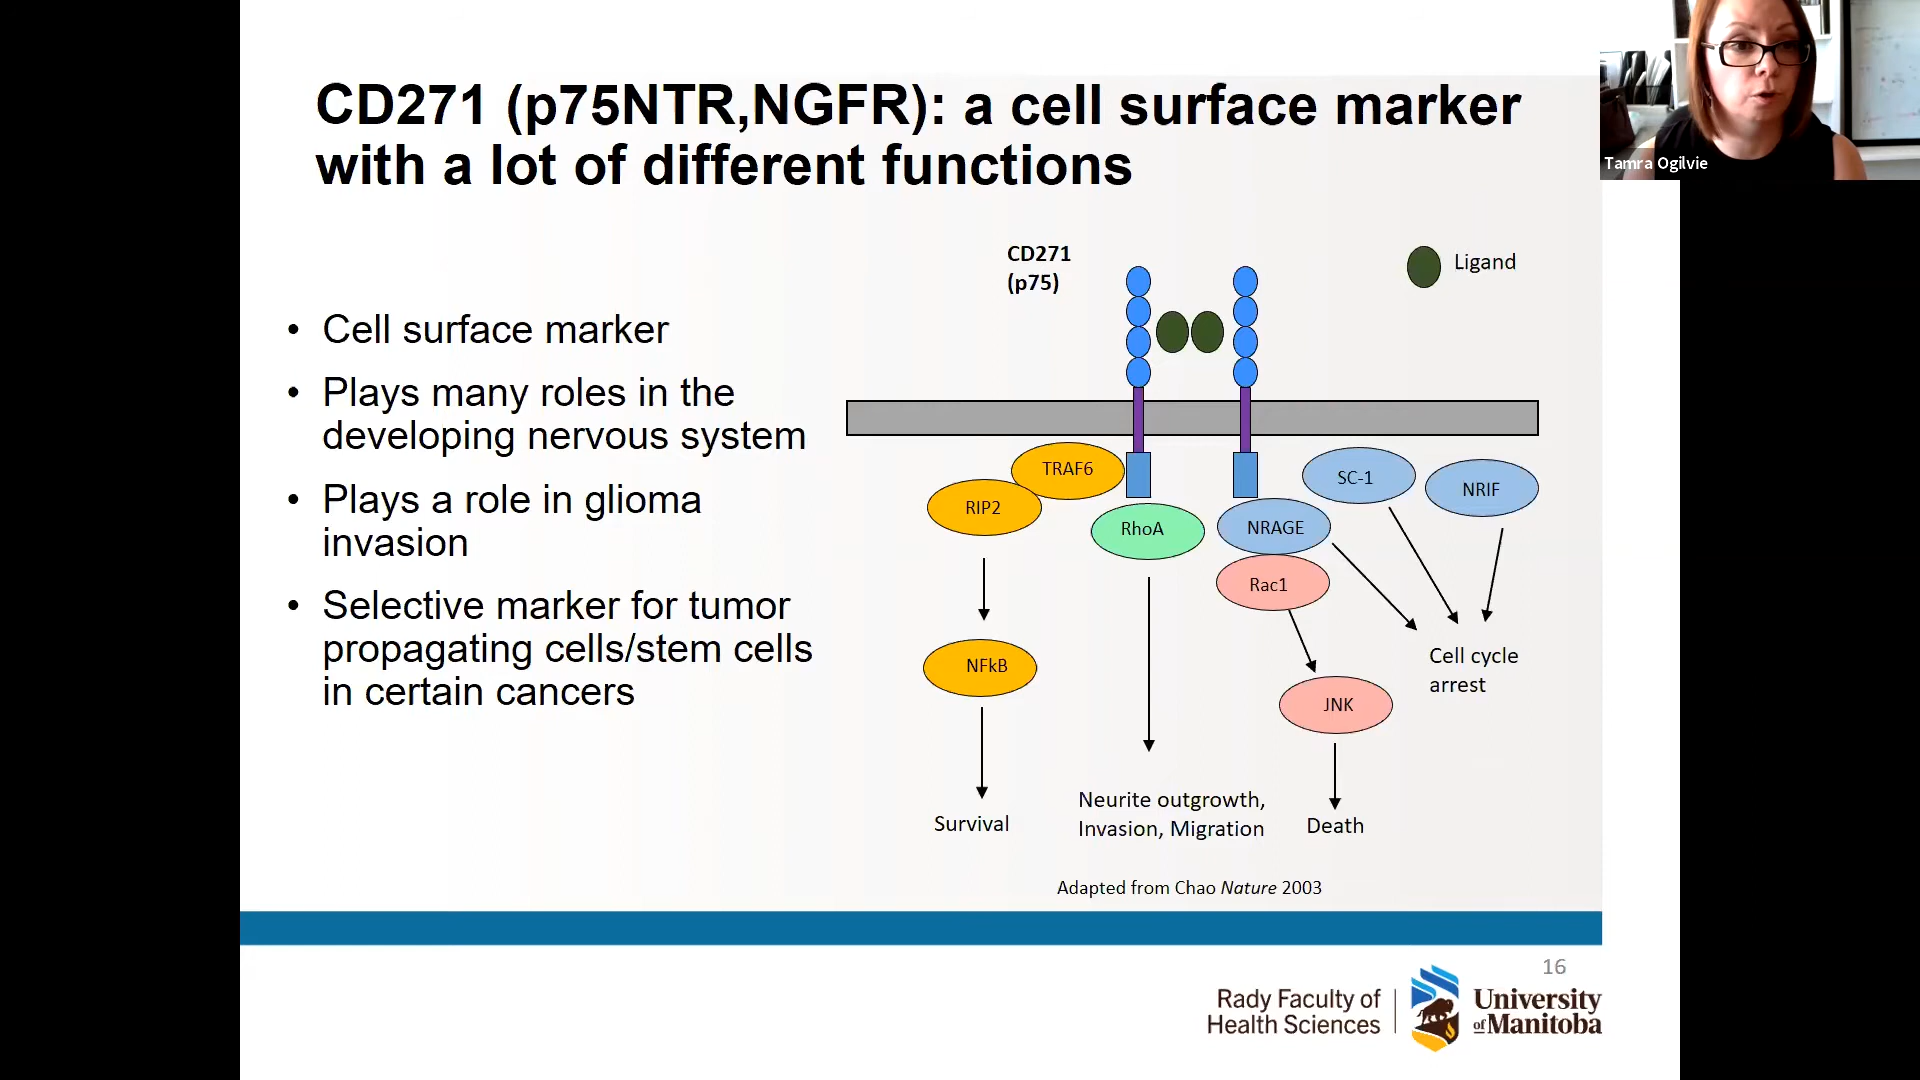 CD271 (p75NTR,NGFR): a cell surface marker
with a lot of different functions
Tamra Ogilvie
• Cell surface marker
• Plays many roles in the
developing nervous system
• Plays a role in glioma
invasion
• Selective marker for tumor
propagating cells/stem cells
in certain cancers
CD271
(p75)
Ligand
TRAF6
RIP2
RhoA
NRAGE
SC-1
NRIF
Rac1
NFkB
JNK
Cell cycle
arrest
Survival
Neurite outgrowth,
Invasion, Migration
Death
Adapted from Chao Nature 2003
16
Rady Faculty of
Health Sciences
University
of Manitoba